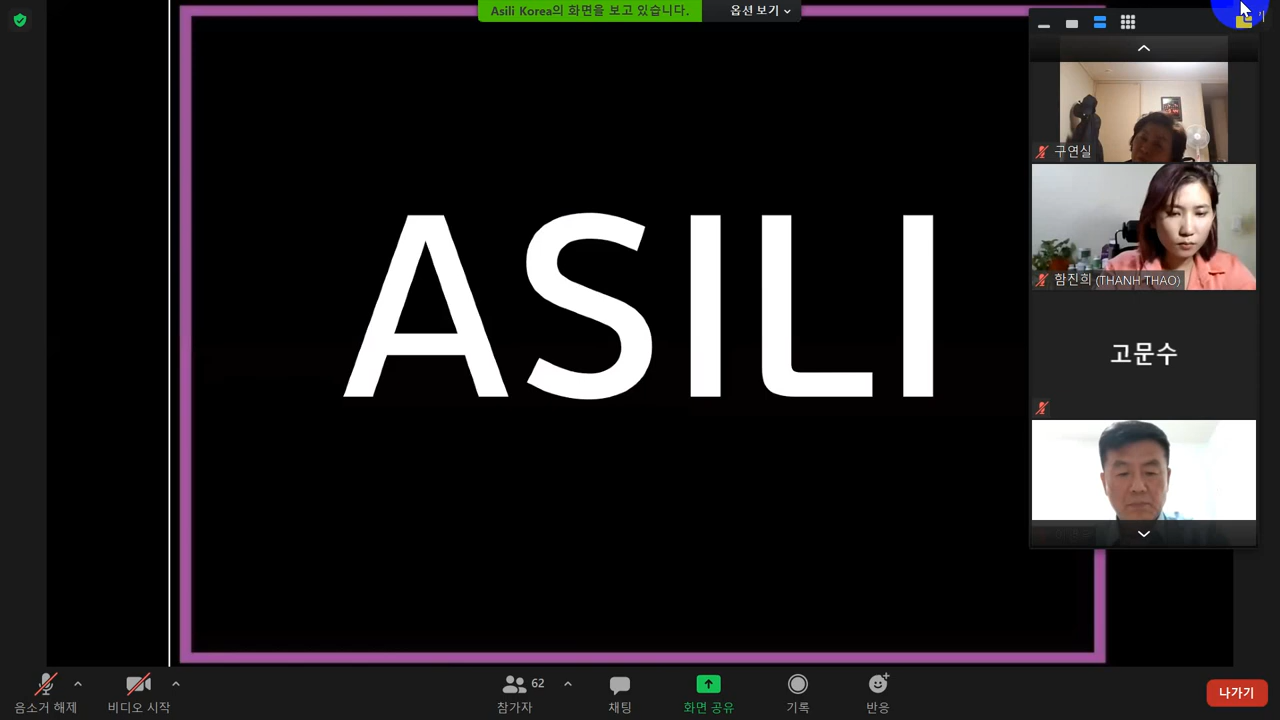 Asili Korea의 화면을 보고 있습니다.
옵션 보기
기
ASILI
구연실
함진희 (THANH THAO)
고문수
음소거 해제
비디오 시작
62
참가자
채팅
화면 공유
기록
반응
나가기